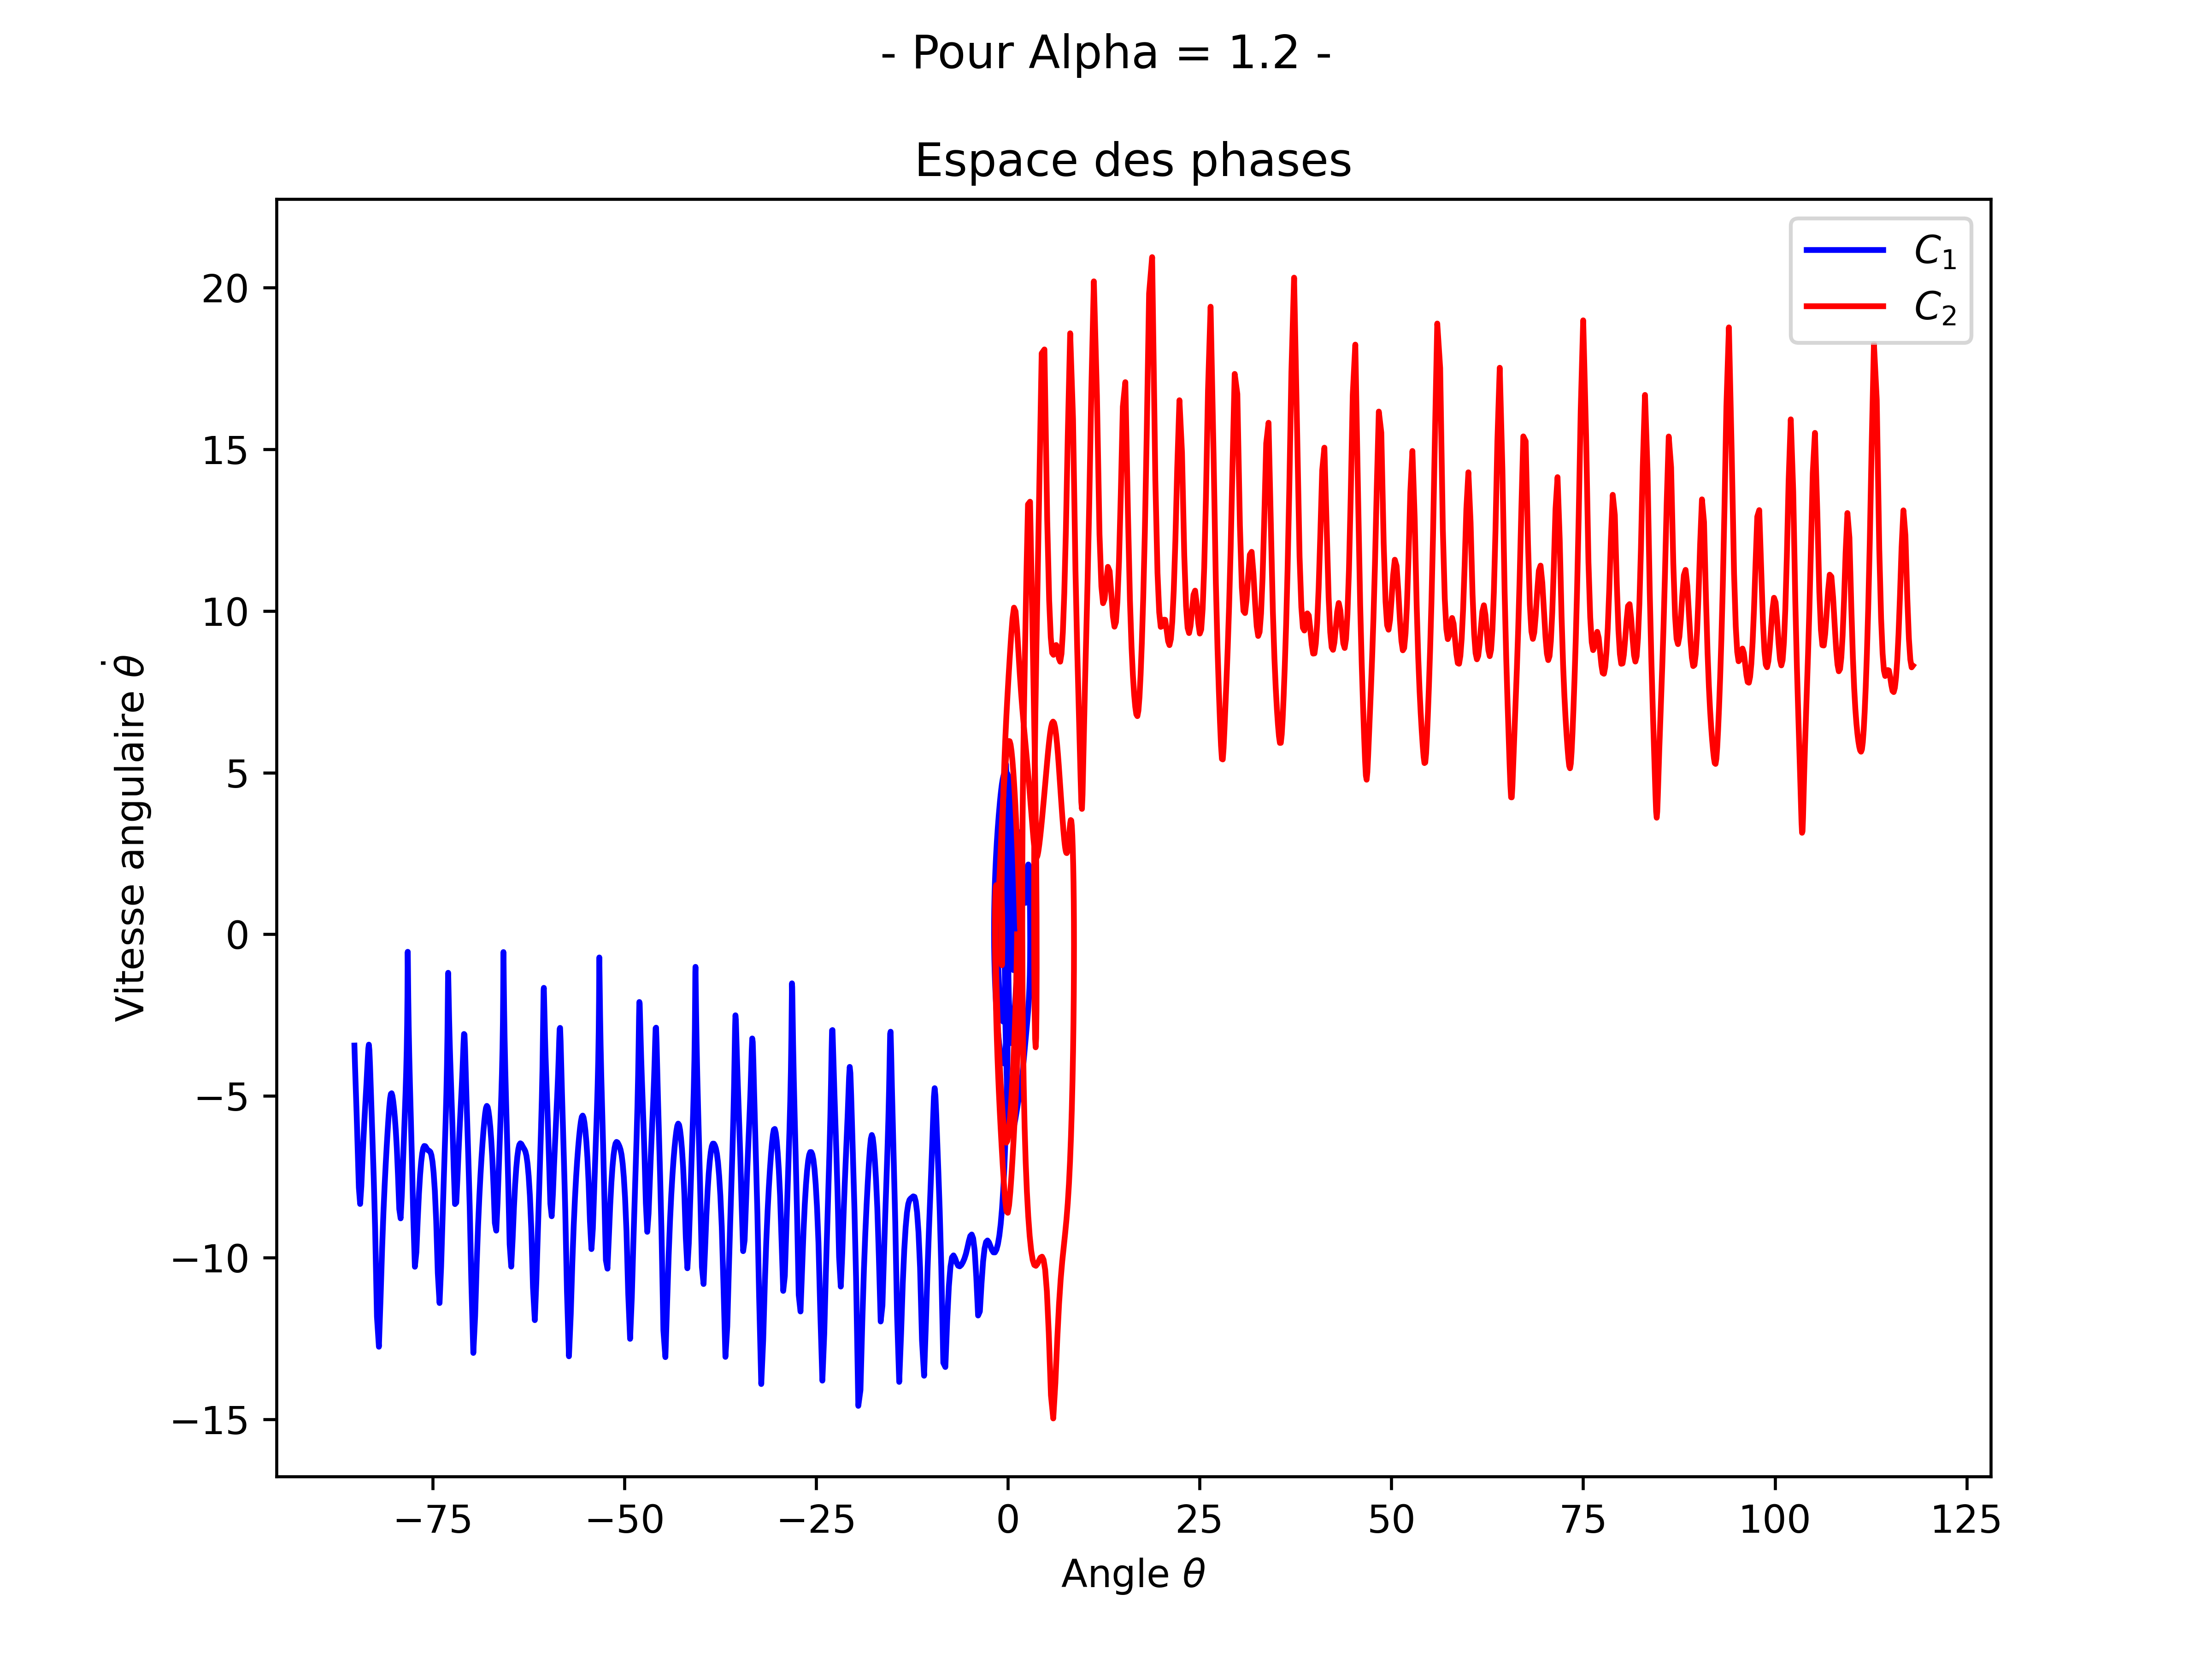 - Pour Alpha = 1.2 -
Espace des phases
C₁
C₂
20
15
10
5
0
−5
−10
−15
Vitesse angulaire θ̇
−75 −50 −25 0 25 50 75 100 125
Angle θ